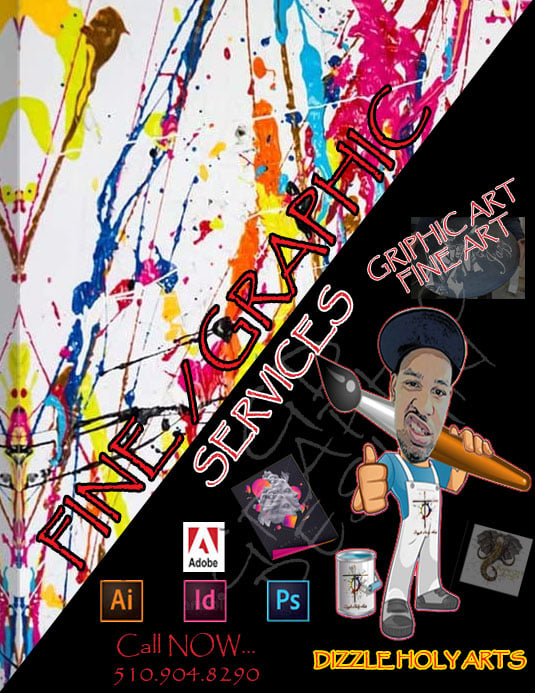 FINE / GRAPHIC
SERVICES
GRIPHIC ART
FINE ART
Adobe
Ai
Id
Ps
Call NOW...
510.904.8290
DIZZLE.HOLY ARTS